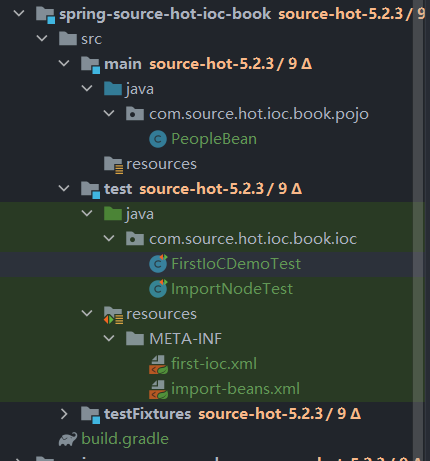 spring-source-hot-ioc-book source-hot-5.2.3 / 9
src
main source-hot-5.2.3 / 9 Δ
java
com.source.hot.ioc.book.pojo
PeopleBean
resources
test source-hot-5.2.3 / 9 Δ
java
com.source.hot.ioc.book.ioc
FirstIoCDemoTest
ImportNodeTest
resources
META-INF
first-ioc.xml
import-beans.xml
testFixtures source-hot-5.2.3 / 9 Δ
build.gradle